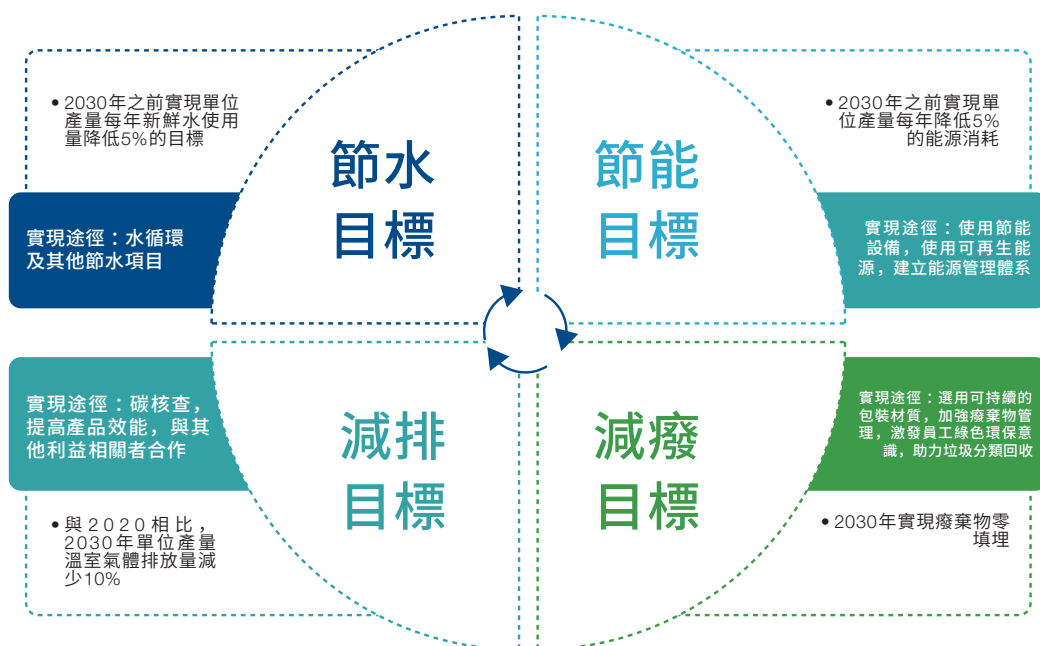 • 2030年之前實現單位
產量每年新鮮水使用
量降低5%的目標
節水
目標
實現途徑：水循環
及其他節水項目
• 2030年之前實現單
位產量每年降低5%
的能源消耗
節能
目標
實現途徑：使用節能
設備，使用可再生能
源，建立能源管理體系
實現途徑：碳核查，
提高產品效能，與其
他利益相關者合作
減排
目標
• 與2020相比，
2030年單位產量
溫室氣體排放量減
少10%
減廢
目標
實現途徑：選用可持續的
包裝材質，加強廢棄物管
理，激發員工綠色環保意
識，助力垃圾分類回收
• 2030年實現廢棄物零
填埋